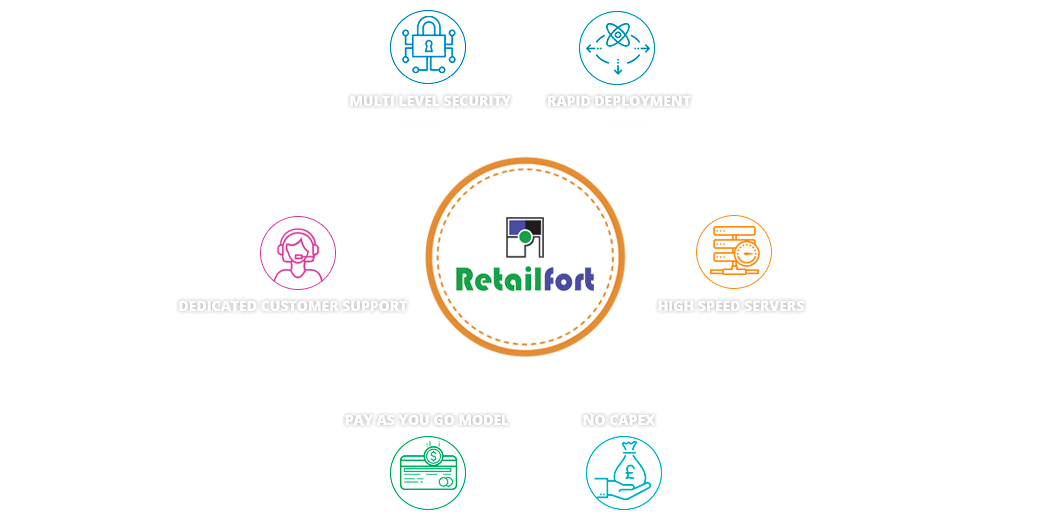 MULTI LEVEL SECURITY
RAPID DEPLOYMENT
Retailfort
DEDICATED CUSTOMER SUPPORT
HIGH SPEED SERVERS
PAY AS YOU GO MODEL
NO CAPEX
$
£